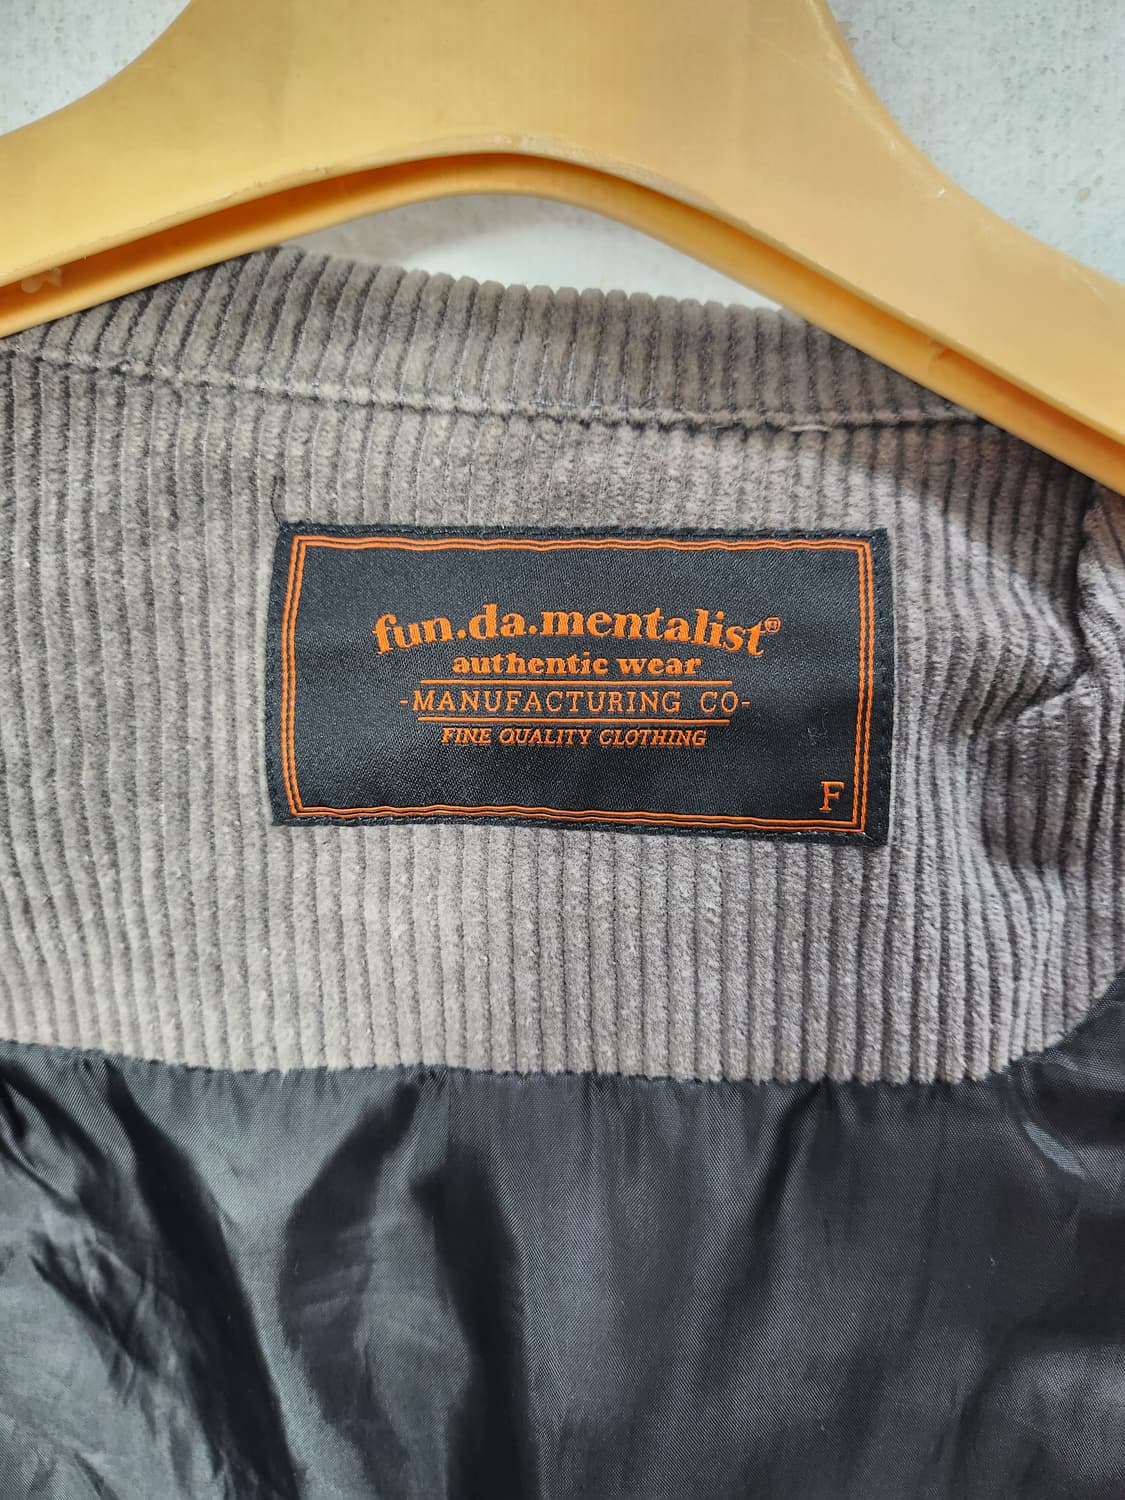 fun.da.mentalist®
authentic wear
-MANUFACTURING CO-
FINE QUALITY CLOTHING
F